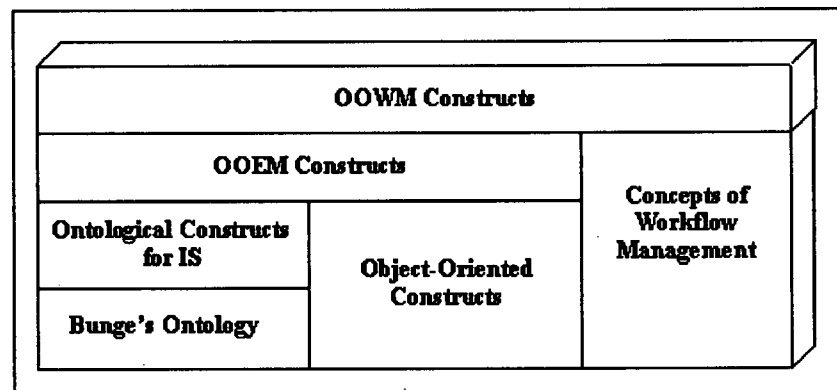 OOWM Constructs
OOEM Constructs
Concepts of
Workflow
Management
Ontological Constructs
for IS
Object-Oriented
Constructs
Bunge's Ontology